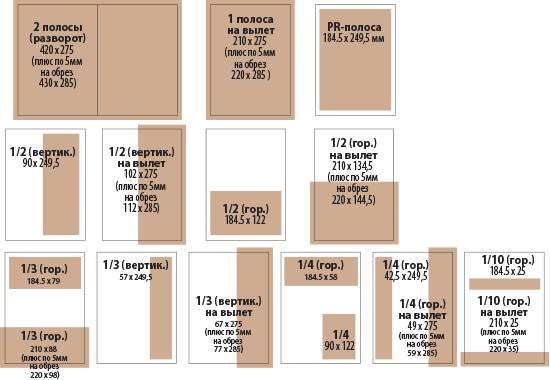 2 полосы
(разворот)
420 x 275
(плюс по 5мм
на обрез
430 x 285)
1 полоса
на вылет
210 x 275
(плюс по 5мм
на обрез
220 x 285 )
PR-полоса
184.5 x 249,5 мм
1/2 (вертик.)
90 x 249,5
1/2 (вертик.)
на вылет
102 x 275
(плюс по 5мм
на обрез
112 x 285)
1/2 (гор.)
184.5 x 122
1/2 (гор.)
на вылет
210 x 134,5
(плюс по 5мм
на обрез
220 x 144,5)
1/3 (гор.)
184.5 x 79
1/3 (гор.)
210 x 88
(плюс по 5мм
на обрез
220 x 98)
1/3 (вертик.)
57 x 249,5
1/3 (вертик.)
на вылет
67 x 275
(плюс по 5мм
на обрез
77 x 285)
1/4 (гор.)
184.5 x 58
1/4
90 x 122
1/4 (гор.)
42,5 x 249,5
1/4 (гор.)
на вылет
49 x 275
(плюс по 5мм
на обрез
59 x 285)
1/10 (гор.)
184.5 x 25
1/10 (гор.)
на вылет
210 x 25
(плюс по 5мм
на обрез
220 x 35)